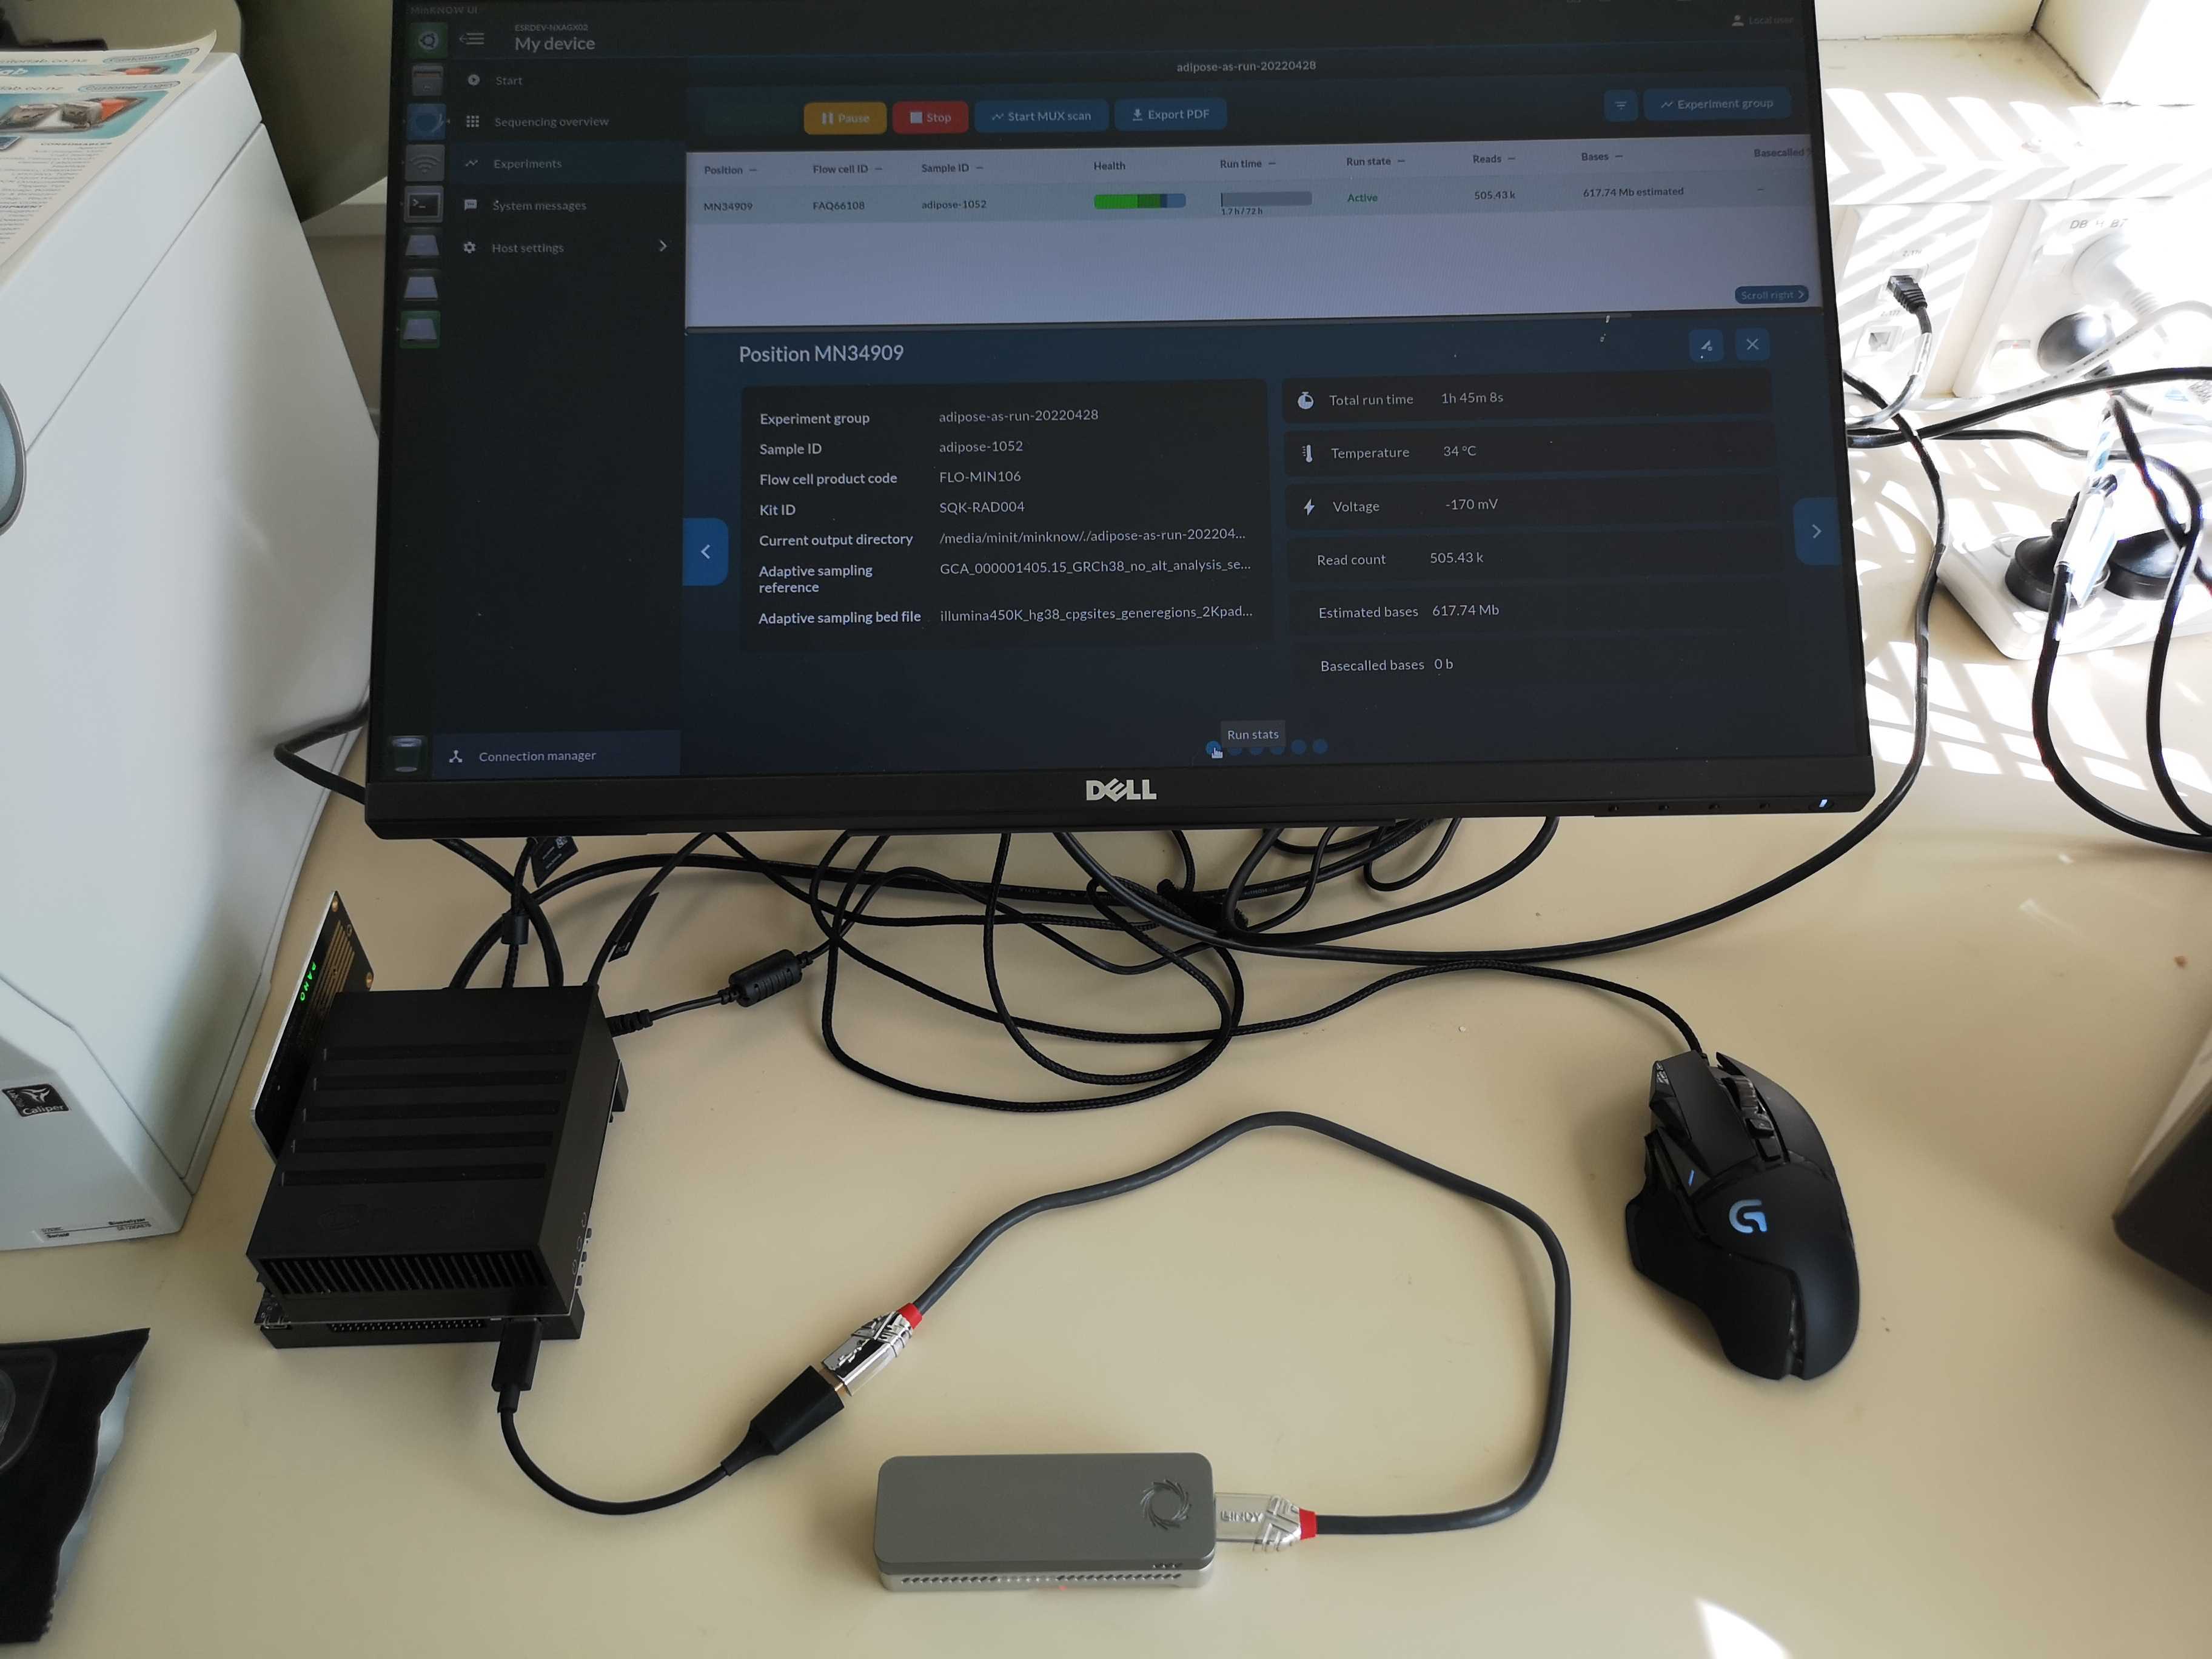 MinKNOW UI
ESRDEV-NKAGX02
My device
Local user
Start
Sequencing overview
Experiments
System messages
Host settings
Connection manager
adipose-as-run-20220428
Pause
Stop
Start MUX scan
Export PDF
Experiment group
Position
Flow cell ID
Sample ID
Health
Run time
Run state
Reads
Bases
Basecalled
MN34909
FAQ66108
adipose-1052
1.7 h / 72 h
Active
505.43 k
617.74 Mb estimated
Scroll right
Position MN34909
Experiment group adipose-as-run-20220428
Sample ID adipose-1052
Flow cell product code FLO-MIN106
Kit ID SQK-RAD004
Current output directory /media/minit/minknow/./adipose-as-run-202204...
Adaptive sampling reference GCA_000001405.15_GRCh38_no_alt_analysis_se...
Adaptive sampling bed file illumina450K_hg38_cpgsites_generegions_2Kpad...
Total run time 1h 45m 8s
Temperature 34 °C
Voltage -170 mV
Read count 505.43 k
Estimated bases 617.74 Mb
Basecalled bases 0 b
Run stats
DELL
Caliper
LINDY
G